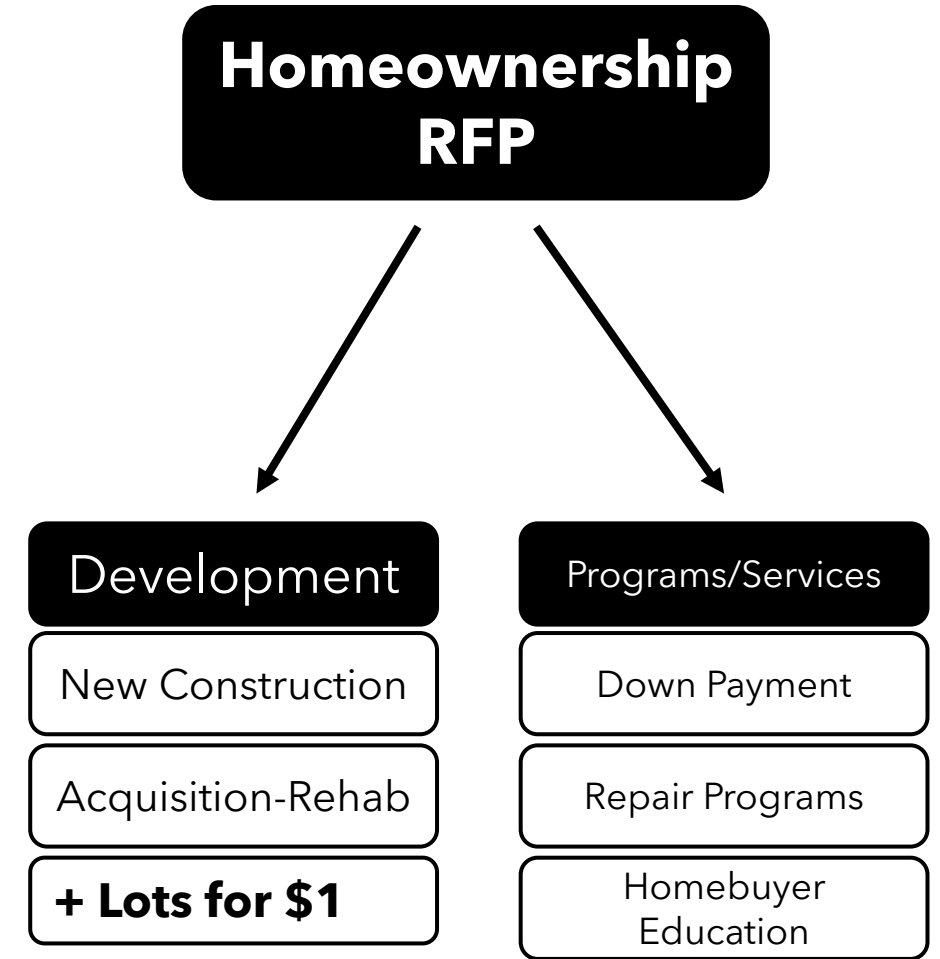 Homeownership
RFP
Development
New Construction
Acquisition-Rehab
+ Lots for $1
Programs/Services
Down Payment
Repair Programs
Homebuyer
Education